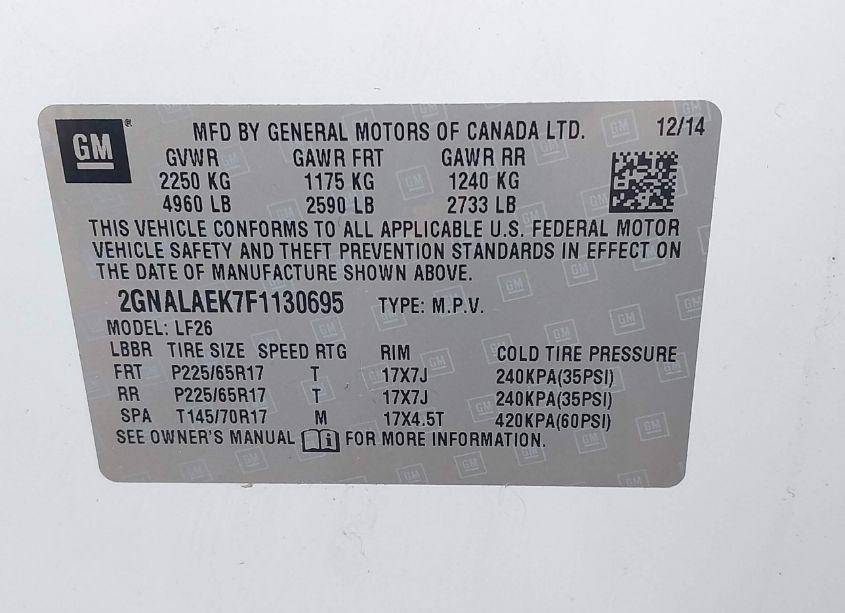 GM® MFD BY GENERAL MOTORS OF CANADA LTD. 12/14
GVWR GAWR FRT GAWR RR
2250 KG 1175 KG 1240 KG
4960 LB 2590 LB 2733 LB
THIS VEHICLE CONFORMS TO ALL APPLICABLE U.S. FEDERAL MOTOR
VEHICLE SAFETY AND THEFT PREVENTION STANDARDS IN EFFECT ON
THE DATE OF MANUFACTURE SHOWN ABOVE.
2GNALAEK7F1130695 TYPE: M.P.V.
MODEL: LF26
LBBR TIRE SIZE SPEED RTG RIM COLD TIRE PRESSURE
FRT P225/65R17 T 17X7J 240KPA(35PSI)
RR P225/65R17 T 17X7J 240KPA(35PSI)
SPA T145/70R17 M 17X4.5T 420KPA(60PSI)
SEE OWNER'S MANUAL i FOR MORE INFORMATION.